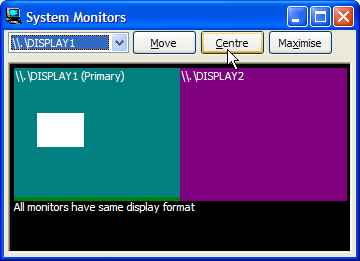 System Monitors
\\.\DISPLAY1 Move Centre Maximise
\\.\DISPLAY1 (Primary) \\.\DISPLAY2
All monitors have same display format